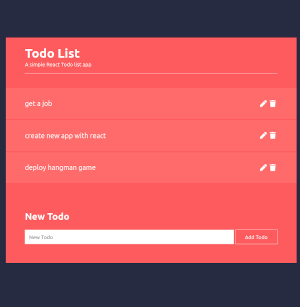 Todo List
A simple React Todo list app
get a job
create new app with react
deploy hangman game
New Todo
New Todo
Add Todo